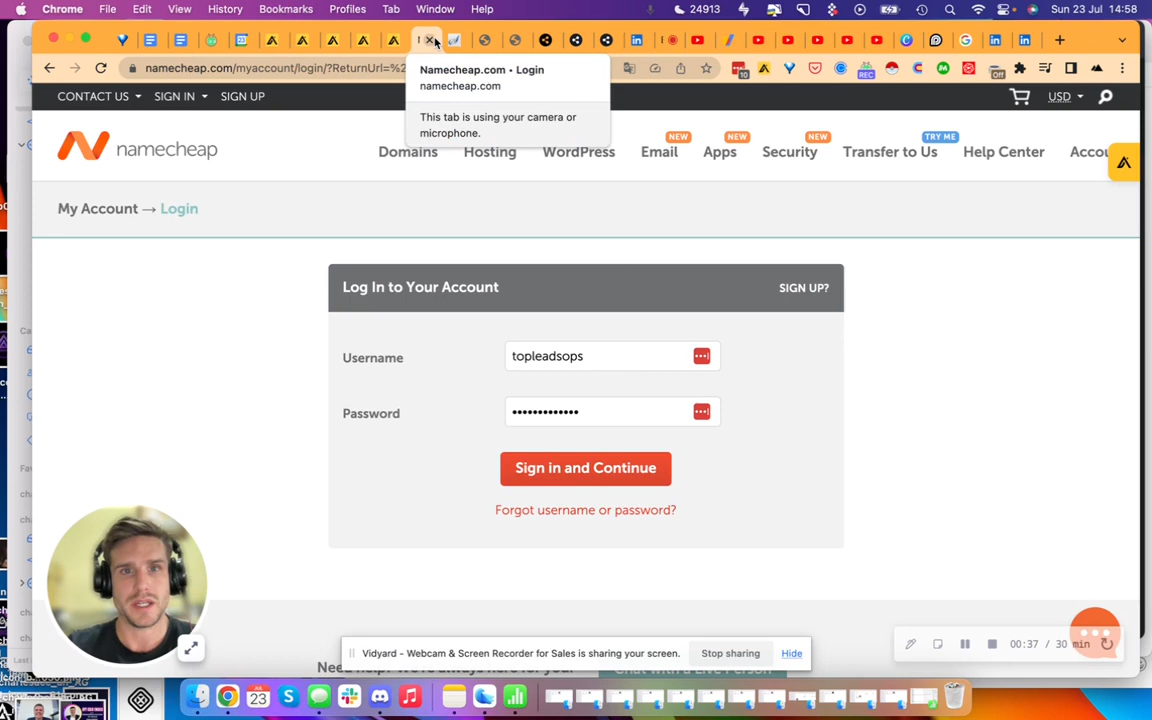 Chrome File Edit View History Bookmarks Profiles Tab Window Help 24913 Sun 23 Jul 14:58
namecheap.com/myaccount/login/?ReturnUrl=%2
Namecheap.com • Login
namecheap.com
This tab is using your camera or
microphone.
CONTACT US SIGN IN SIGN UP USD
NEW NEW NEW TRY ME
namecheap Domains Hosting WordPress Email Apps Security Transfer to Us Help Center Accou
My Account → Login
Log In to Your Account SIGN UP?
Username topleadsops
Password •••••••••••••
Sign in and Continue
Forgot username or password?
Vidyard - Webcam & Screen Recorder for Sales is sharing your screen. Stop sharing Hide
00:37 / 30 min